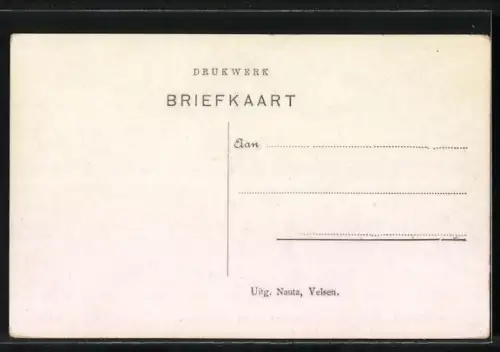 DRUKWERK
BRIEFKAART
Aan
Uitg. Nauta, Velsen.